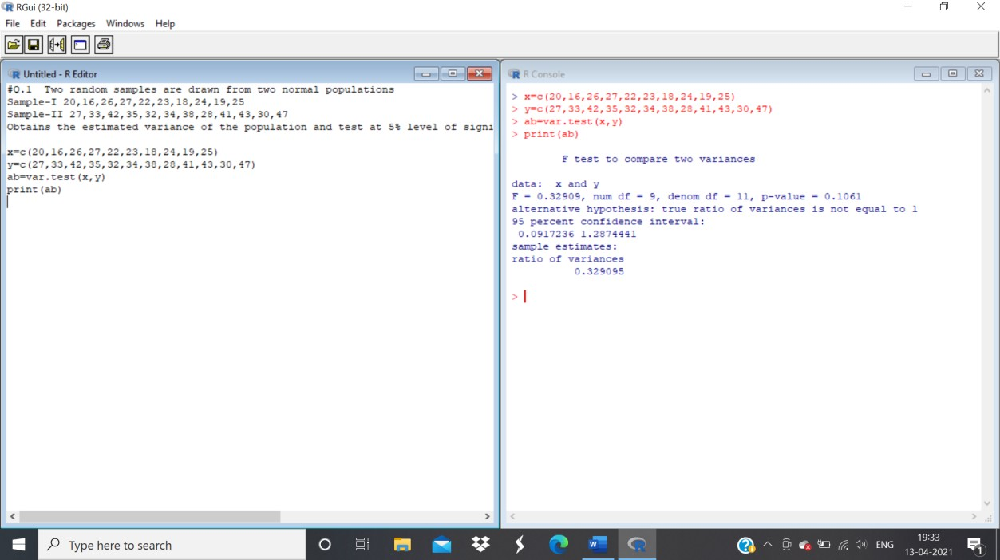 RGui (32-bit)
File Edit Packages Windows Help
Untitled - R Editor
#Q.1  Two random samples are drawn from two normal populations
Sample-I 20,16,26,27,22,23,18,24,19,25
Sample-II 27,33,42,35,32,34,38,28,41,43,30,47
Obtains the estimated variance of the population and test at 5% level of signi
x=c(20,16,26,27,22,23,18,24,19,25)
y=c(27,33,42,35,32,34,38,28,41,43,30,47)
ab=var.test(x,y)
print(ab)
R Console
> x=c(20,16,26,27,22,23,18,24,19,25)
> y=c(27,33,42,35,32,34,38,28,41,43,30,47)
> ab=var.test(x,y)
> print(ab)
F test to compare two variances
data:  x and y
F = 0.32909, num df = 9, denom df = 11, p-value = 0.1061
alternative hypothesis: true ratio of variances is not equal to 1
95 percent confidence interval:
0.0917236 1.2874441
sample estimates:
ratio of variances
0.329095
>
Type here to search
ENG
19:33
13-04-2021
1